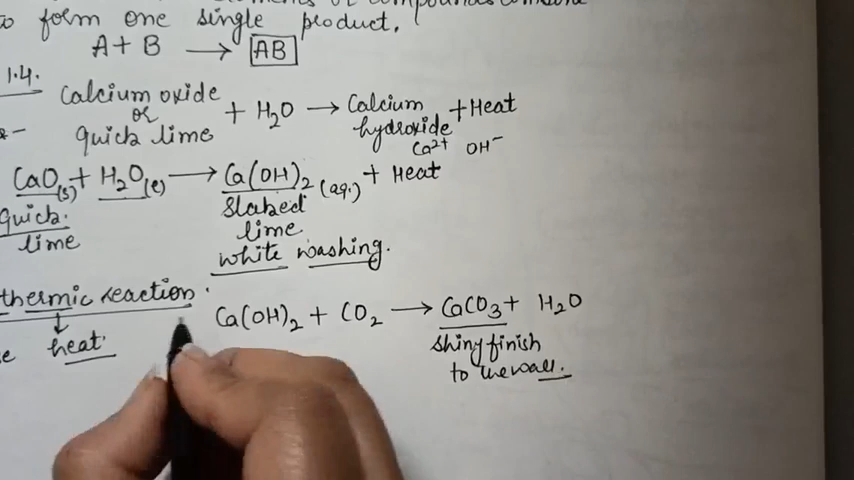 to form one single product.
A + B ⟶ AB
1.4.
Calcium oxide or quick lime + H₂O ⟶ Calcium hydroxide + Heat
Ca²⁺ OH⁻
CaO(s) + H₂O(l) ⟶ Ca(OH)₂ (aq.) + Heat
quick lime
Slaked lime
white washing.
thermic reaction.
heat.
Ca(OH)₂ + CO₂ ⟶ CaCO₃ + H₂O
shiny finish
to the wall.